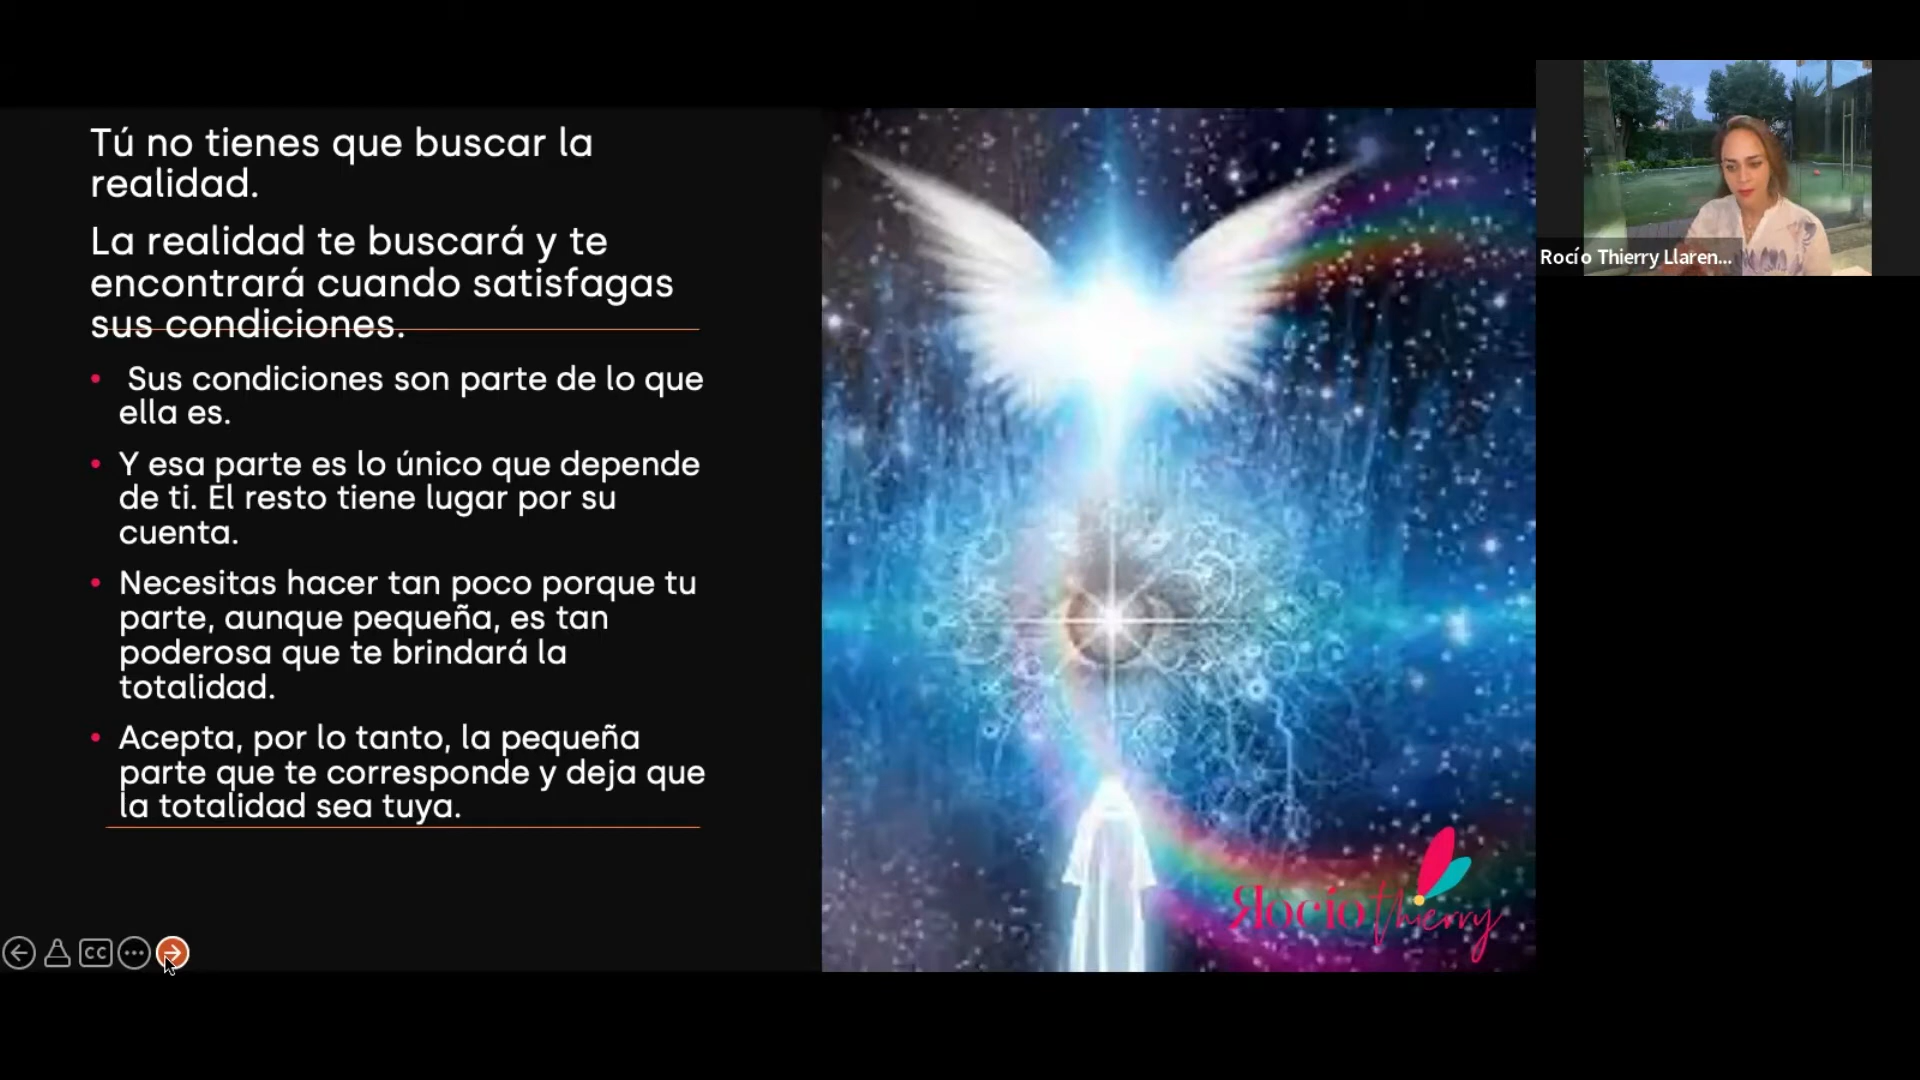 Tú no tienes que buscar la
realidad.
La realidad te buscará y te
encontrará cuando satisfagas
sus condiciones.
• Sus condiciones son parte de lo que
ella es.
• Y esa parte es lo único que depende
de ti. El resto tiene lugar por su
cuenta.
• Necesitas hacer tan poco porque tu
parte, aunque pequeña, es tan
poderosa que te brindará la
totalidad.
• Acepta, por lo tanto, la pequeña
parte que te corresponde y deja que
la totalidad sea tuya.
Rocío Thierry Llaren...
Rocío thierry
CC